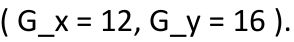 ( G_x = 12, G_y = 16 ).